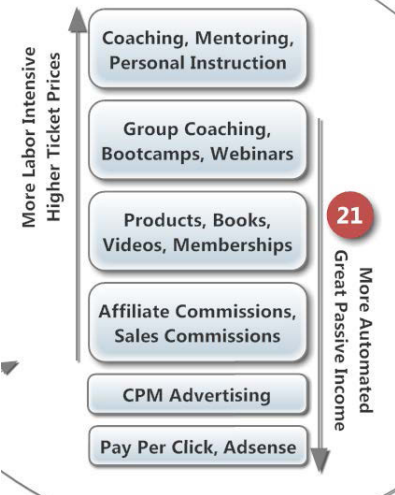 Coaching, Mentoring,
Personal Instruction
Group Coaching,
Bootcamps, Webinars
Products, Books,
Videos, Memberships
Affiliate Commissions,
Sales Commissions
CPM Advertising
Pay Per Click, Adsense
More Labor Intensive
Higher Ticket Prices
21
More Automated
Great Passive Income